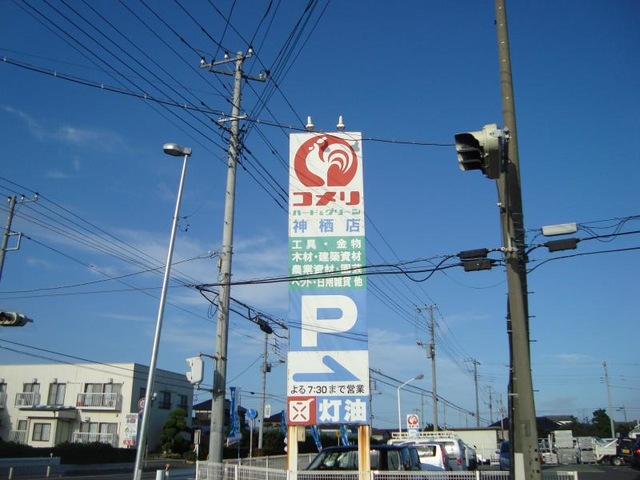 コメリ
ハード&グリーン
神栖店
工具・金物
木材・建築資材
農業資材・園芸
ペット・日用雑貨他
P
よる7:30まで営業
灯油